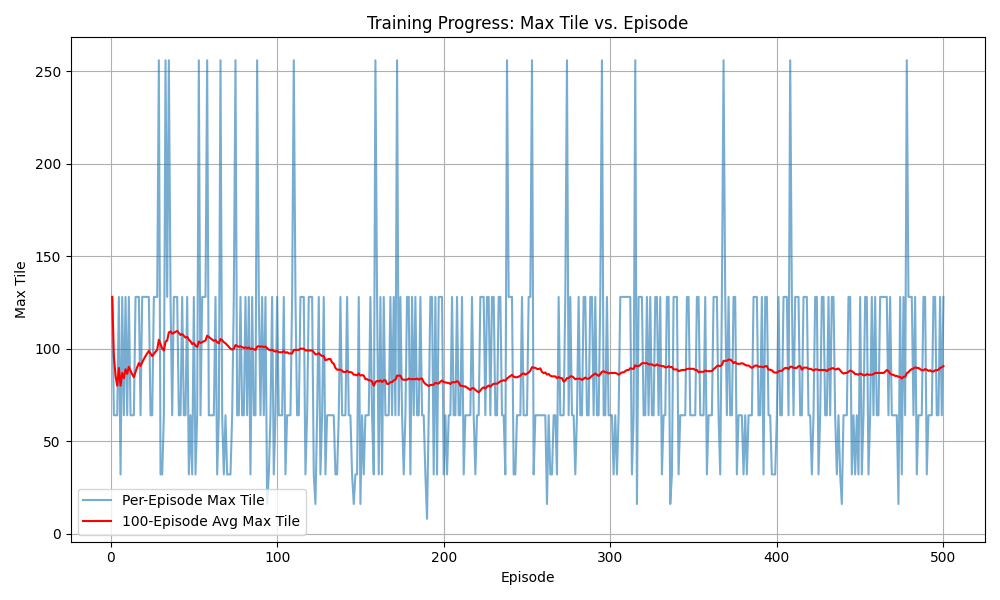 Training Progress: Max Tile vs. Episode
Max Tile
250
200
150
100
50
0
Per-Episode Max Tile
100-Episode Avg Max Tile
0 100 200 300 400 500
Episode